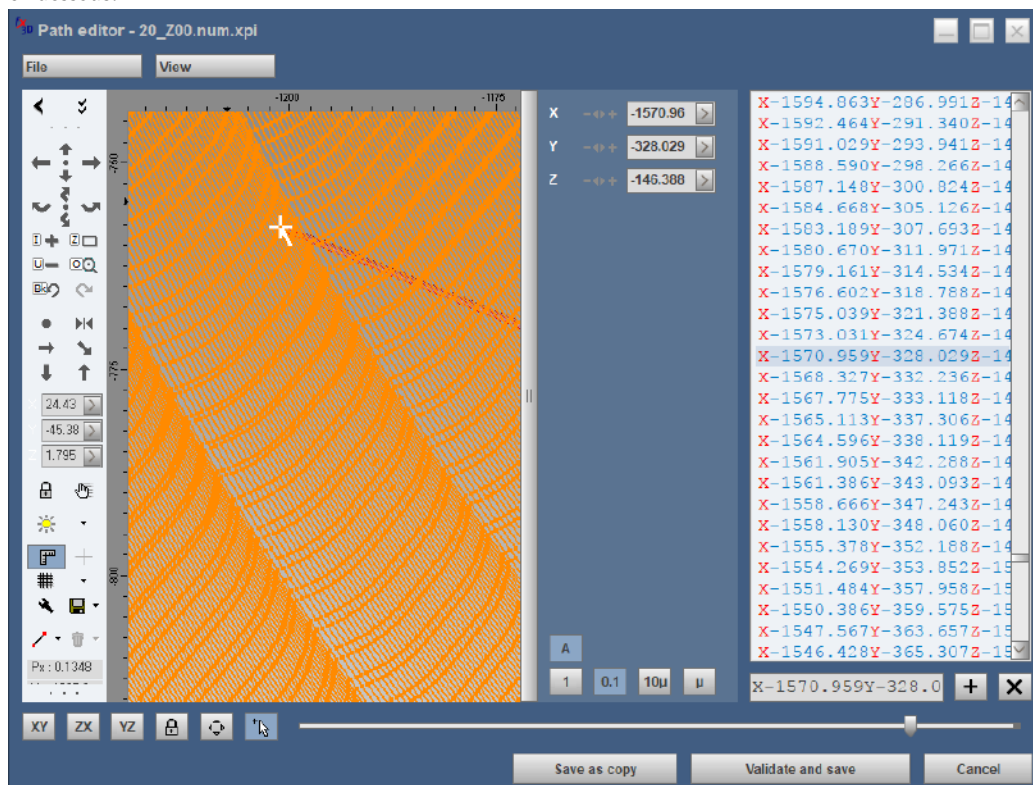 Path editor - 20_Z00.num.xpi
File
View
-1200
-1175
-760
-775
-800
X
-1570.96
Y
-328.029
Z
-146.388
24.43
-45.38
1.795
Px : 0.1348
A
1
0.1
10µ
µ
X-1594.863Y-286.991Z-14
X-1592.464Y-291.340Z-14
X-1591.029Y-293.941Z-14
X-1588.590Y-298.266Z-14
X-1587.148Y-300.824Z-14
X-1584.668Y-305.126Z-14
X-1583.189Y-307.693Z-14
X-1580.670Y-311.971Z-14
X-1579.161Y-314.534Z-14
X-1576.602Y-318.788Z-14
X-1575.039Y-321.388Z-14
X-1573.031Y-324.674Z-14
X-1570.959Y-328.029Z-14
X-1568.327Y-332.236Z-14
X-1567.775Y-333.118Z-14
X-1565.113Y-337.306Z-14
X-1564.596Y-338.119Z-14
X-1561.905Y-342.288Z-14
X-1561.386Y-343.093Z-14
X-1558.666Y-347.243Z-14
X-1558.130Y-348.060Z-14
X-1555.378Y-352.188Z-14
X-1554.269Y-353.852Z-15
X-1551.484Y-357.958Z-15
X-1550.386Y-359.575Z-15
X-1547.567Y-363.657Z-15
X-1546.428Y-365.307Z-15
X-1570.959Y-328.0
XY
ZX
YZ
Save as copy
Validate and save
Cancel